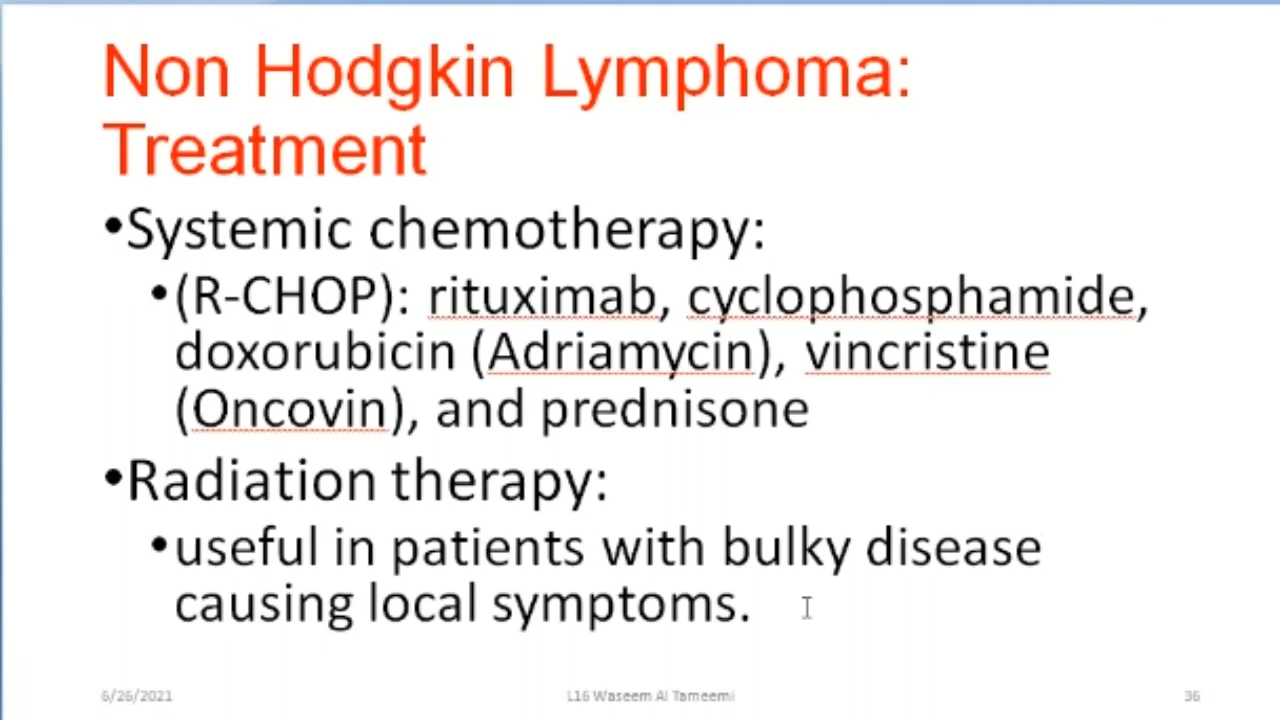 Non Hodgkin Lymphoma:
Treatment
•Systemic chemotherapy:
•(R-CHOP): rituximab, cyclophosphamide,
doxorubicin (Adriamycin), vincristine
(Oncovin), and prednisone
•Radiation therapy:
•useful in patients with bulky disease
causing local symptoms.
6/26/2021 L16 Waseem Al Tameemi 36